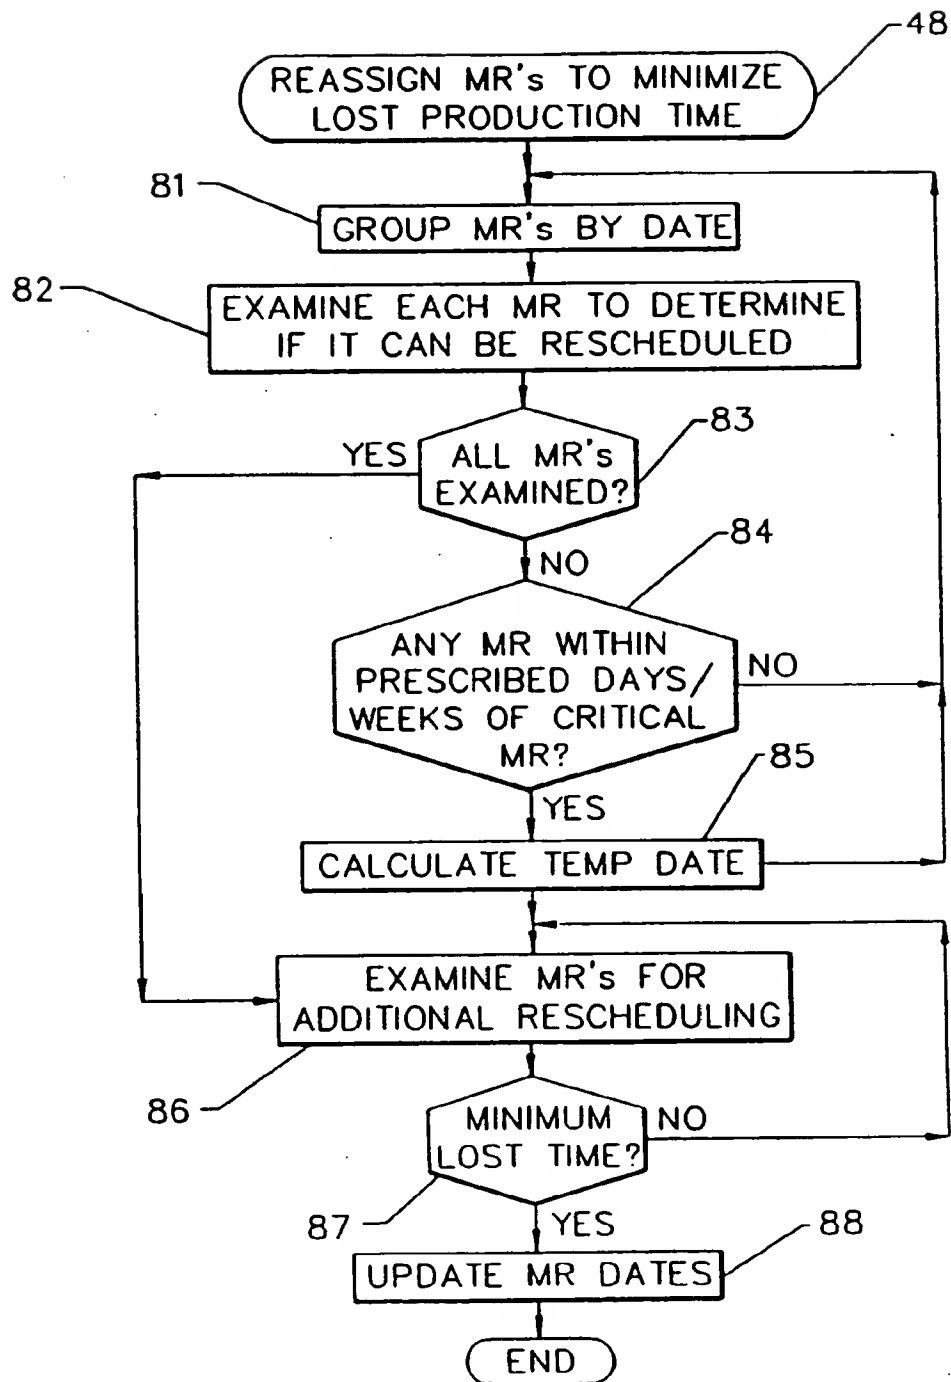 48
REASSIGN MR's TO MINIMIZE
LOST PRODUCTION TIME
81
GROUP MR's BY DATE
82
EXAMINE EACH MR TO DETERMINE
IF IT CAN BE RESCHEDULED
83
YES
ALL MR's
EXAMINED?
84
NO
ANY MR WITHIN
PRESCRIBED DAYS/
WEEKS OF CRITICAL
MR?
NO
85
YES
CALCULATE TEMP DATE
EXAMINE MR's FOR
ADDITIONAL RESCHEDULING
86
MINIMUM
LOST TIME?
NO
87
YES
88
UPDATE MR DATES
END